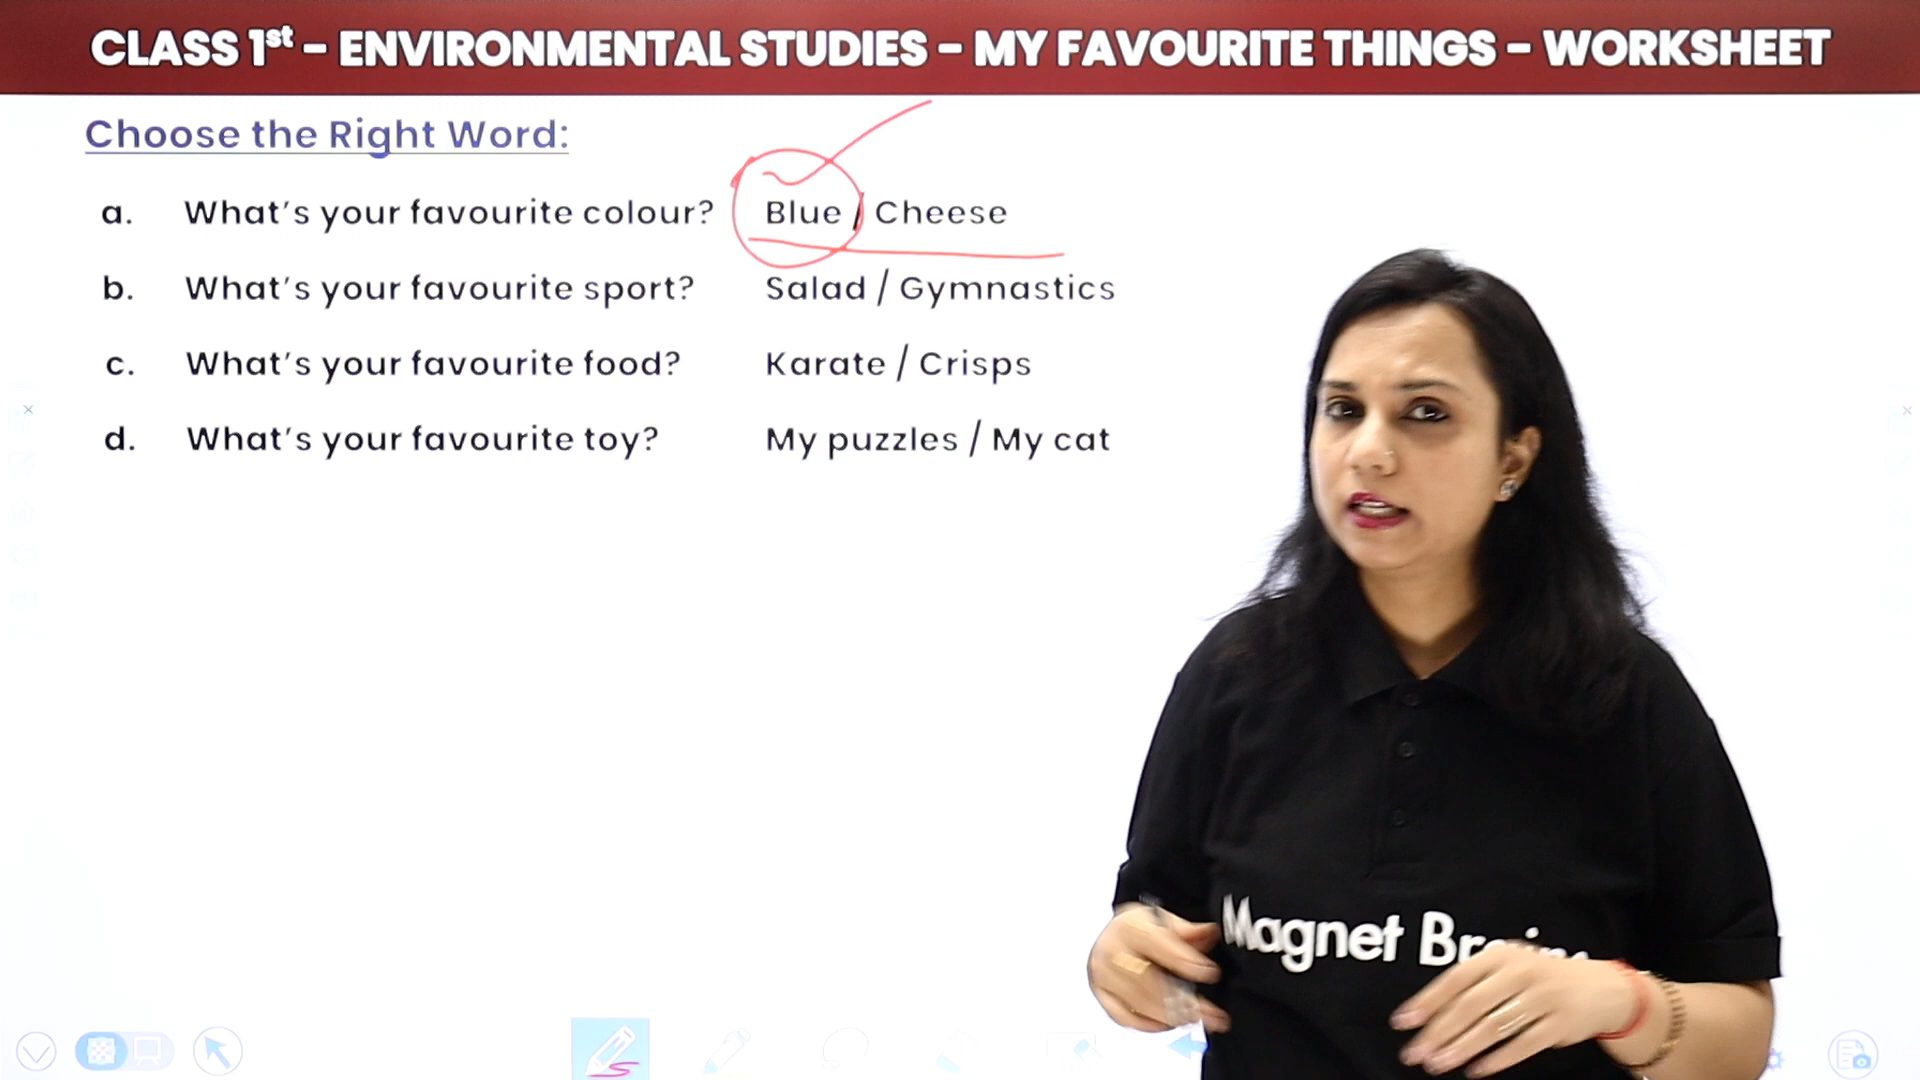 CLASS 1st – ENVIRONMENTAL STUDIES – MY FAVOURITE THINGS – WORKSHEET
Choose the Right Word:
a. What's your favourite colour? Blue / Cheese
b. What's your favourite sport? Salad / Gymnastics
c. What's your favourite food? Karate / Crisps
d. What's your favourite toy? My puzzles / My cat
Magnet